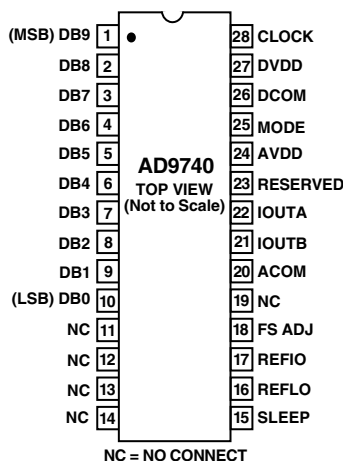 (MSB) DB9 1 28 CLOCK
DB8 2 27 DVDD
DB7 3 26 DCOM
DB6 4 25 MODE
DB5 5 24 AVDD
DB4 6 23 RESERVED
DB3 7 22 IOUTA
DB2 8 21 IOUTB
DB1 9 20 ACOM
(LSB) DB0 10 19 NC
NC 11 18 FS ADJ
NC 12 17 REFIO
NC 13 16 REFLO
NC 14 15 SLEEP
AD9740
TOP VIEW
(Not to Scale)
NC = NO CONNECT